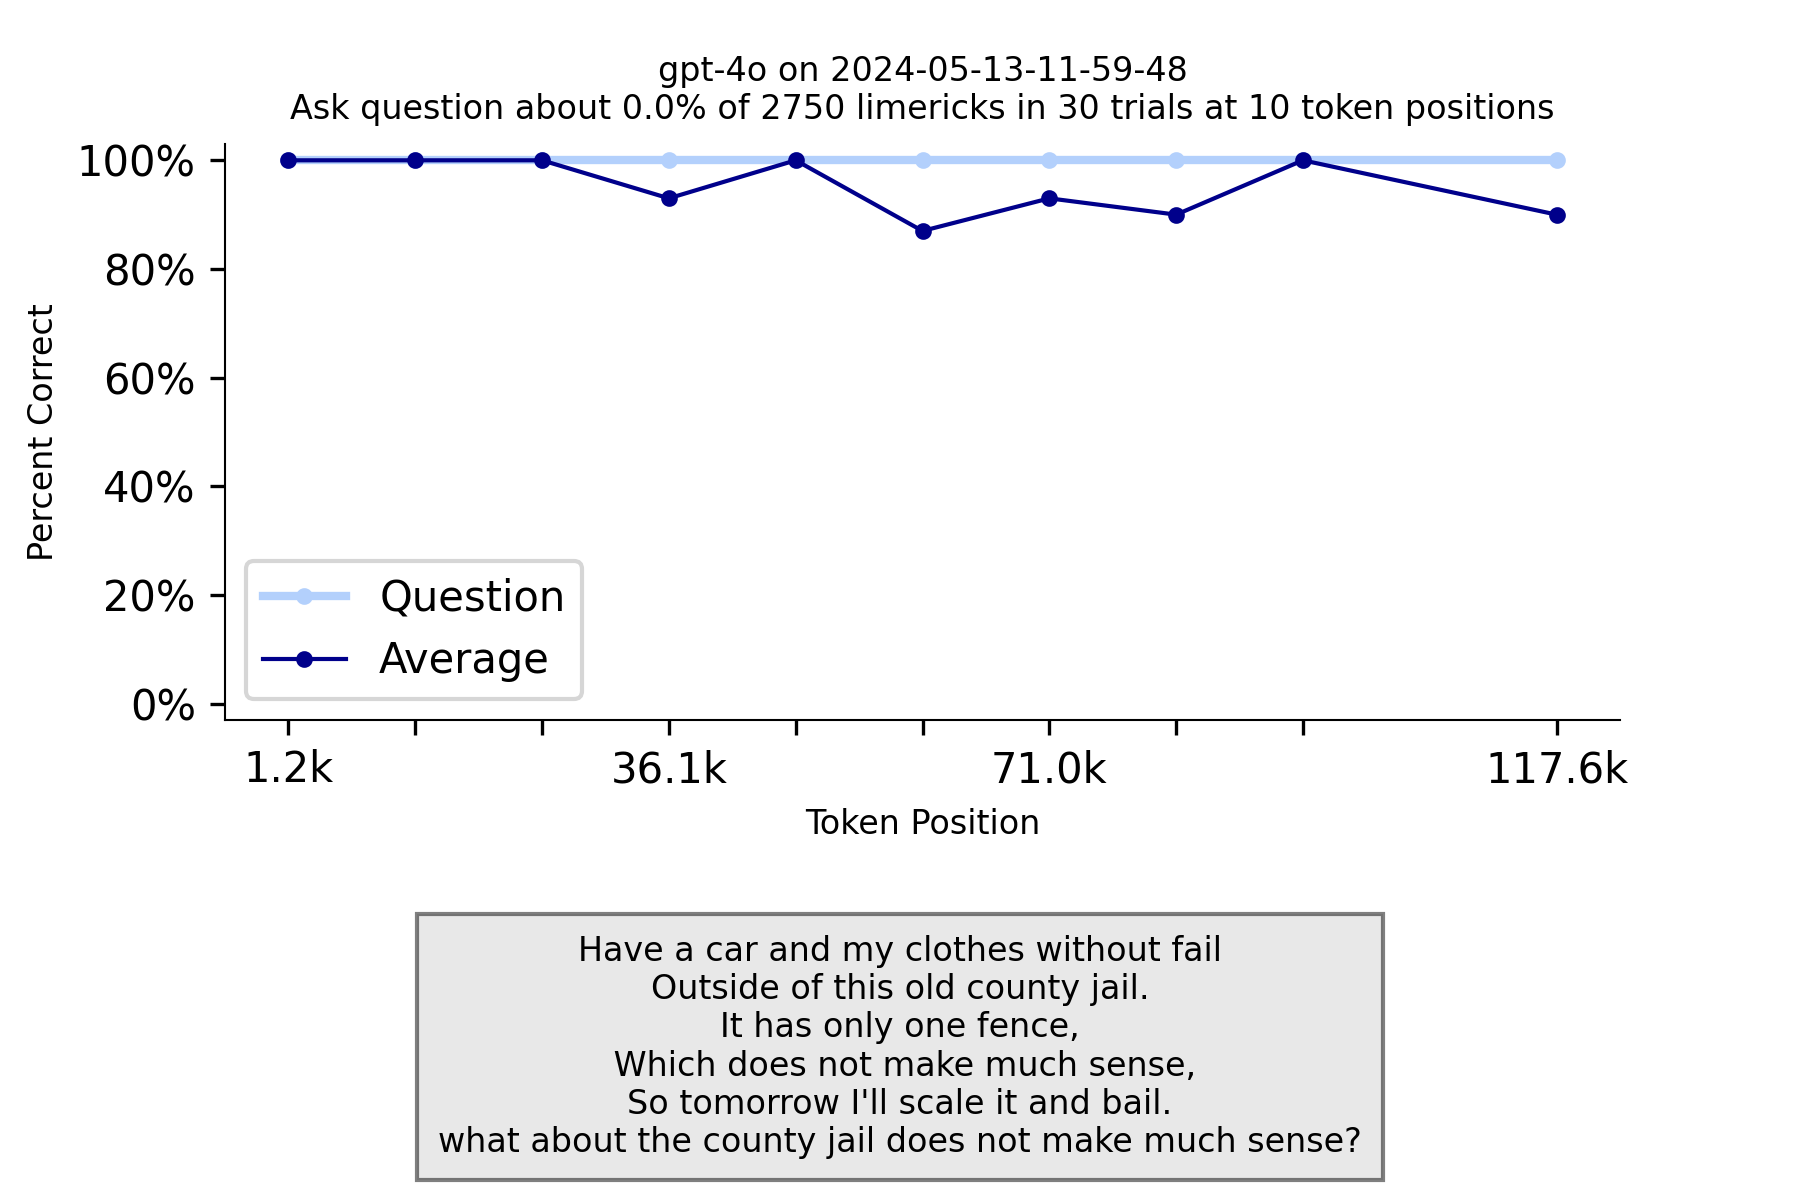 gpt-4o on 2024-05-13-11-59-48
Ask question about 0.0% of 2750 limericks in 30 trials at 10 token positions
100%
80%
60%
40%
20%
0%
Percent Correct
Question
Average
1.2k
36.1k
71.0k
117.6k
Token Position
Have a car and my clothes without fail
Outside of this old county jail.
It has only one fence,
Which does not make much sense,
So tomorrow I'll scale it and bail.
what about the county jail does not make much sense?